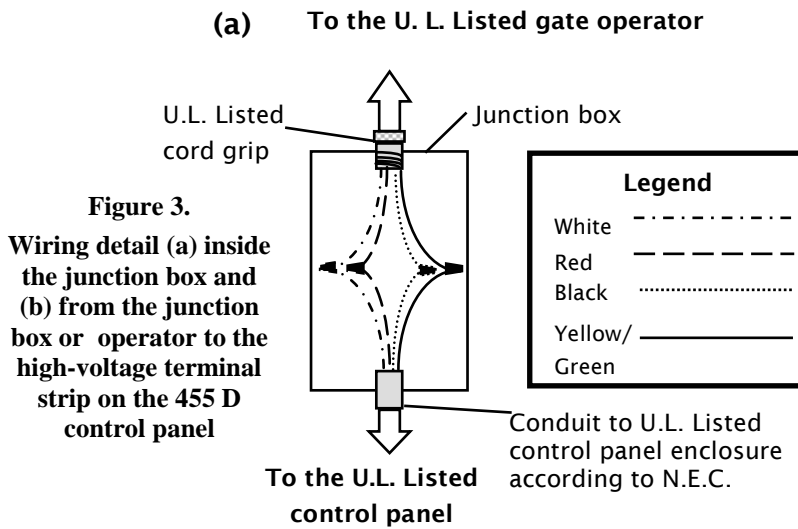 (a) To the U. L. Listed gate operator
U.L. Listed
cord grip
Junction box
Figure 3.
Wiring detail (a) inside
the junction box and
(b) from the junction
box or operator to the
high-voltage terminal
strip on the 455 D
control panel
Legend
White
Red
Black
Yellow/
Green
Conduit to U.L. Listed
control panel enclosure
according to N.E.C.
To the U.L. Listed
control panel